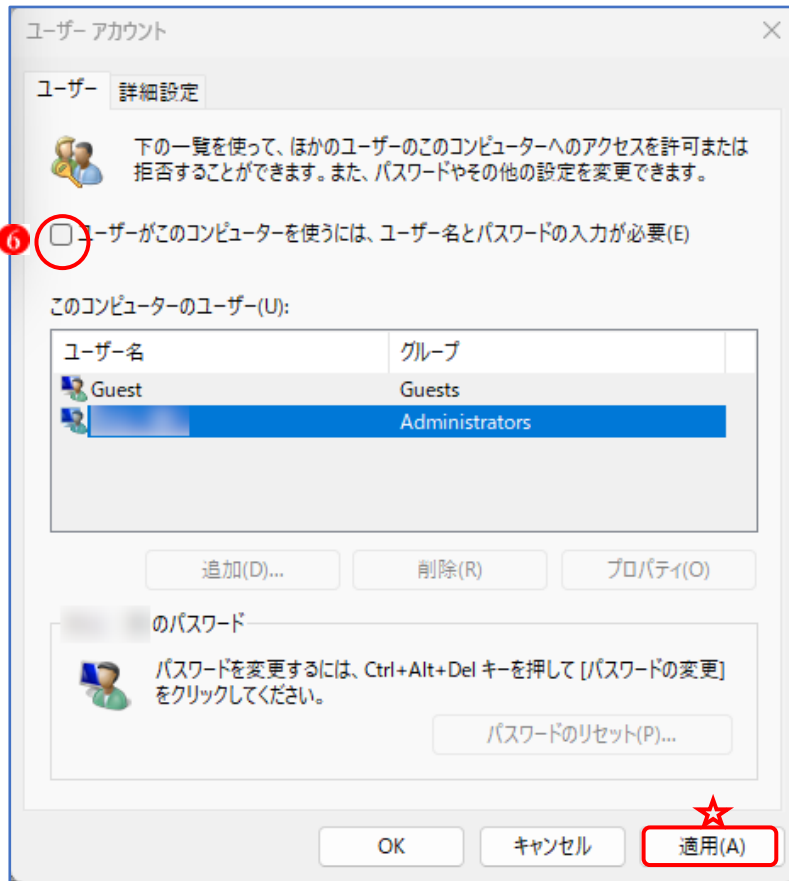 ユーザー アカウント
ユーザー
詳細設定
下の一覧を使って、ほかのユーザーのこのコンピューターへのアクセスを許可または
拒否することができます。また、パスワードやその他の設定を変更できます。
6
ユーザーがこのコンピューターを使うには、ユーザー名とパスワードの入力が必要(E)
このコンピューターのユーザー(U):
ユーザー名 グループ
Guest Guests
Administrators
追加(D)... 削除(R) プロパティ(O)
のパスワード
パスワードを変更するには、Ctrl+Alt+Del キーを押して [パスワードの変更]
をクリックしてください。
パスワードのリセット(P)...
OK キャンセル 適用(A)